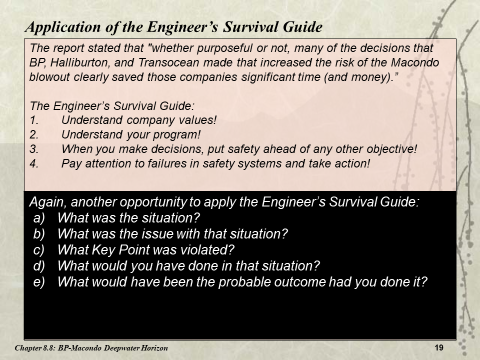 Application of the Engineer's Survival Guide
The report stated that "whether purposeful or not, many of the decisions that
BP, Halliburton, and Transocean made that increased the risk of the Macondo
blowout clearly saved those companies significant time (and money)."
The Engineer's Survival Guide:
1. Understand company values!
2. Understand your program!
3. When you make decisions, put safety ahead of any other objective!
4. Pay attention to failures in safety systems and take action!
Again, another opportunity to apply the Engineer's Survival Guide:
a) What was the situation?
b) What was the issue with that situation?
c) What Key Point was violated?
d) What would you have done in that situation?
e) What would have been the probable outcome had you done it?
Chapter 8.8: BP-Macondo Deepwater Horizon 19